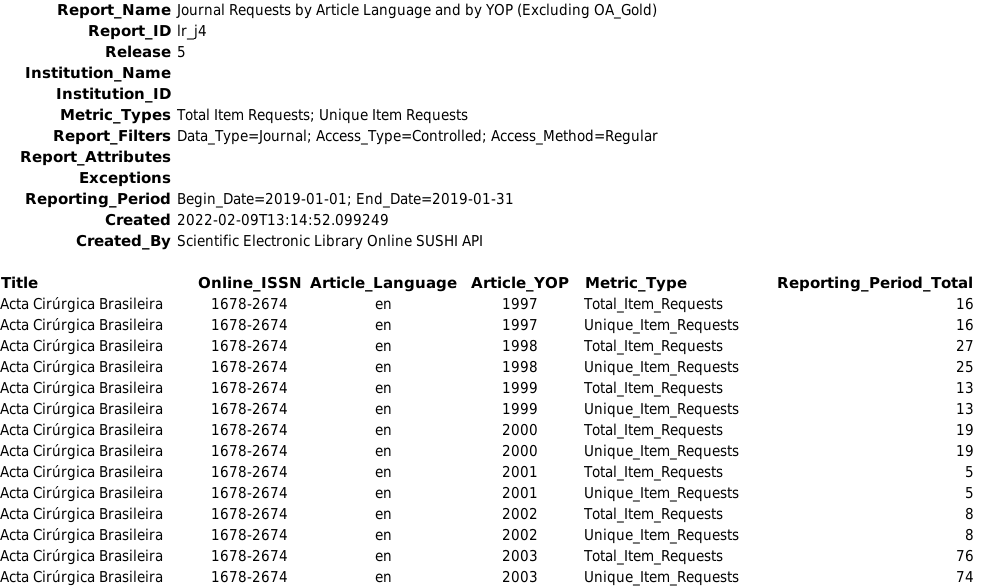 Report_Name Journal Requests by Article Language and by YOP (Excluding OA_Gold)
Report_ID lr_j4
Release 5
Institution_Name
Institution_ID
Metric_Types Total Item Requests; Unique Item Requests
Report_Filters Data_Type=Journal; Access_Type=Controlled; Access_Method=Regular
Report_Attributes
Exceptions
Reporting_Period Begin_Date=2019-01-01; End_Date=2019-01-31
Created 2022-02-09T13:14:52.099249
Created_By Scientific Electronic Library Online SUSHI API
Title Online_ISSN Article_Language Article_YOP Metric_Type Reporting_Period_Total
Acta Cirúrgica Brasileira 1678-2674 en 1997 Total_Item_Requests 16
Acta Cirúrgica Brasileira 1678-2674 en 1997 Unique_Item_Requests 16
Acta Cirúrgica Brasileira 1678-2674 en 1998 Total_Item_Requests 27
Acta Cirúrgica Brasileira 1678-2674 en 1998 Unique_Item_Requests 25
Acta Cirúrgica Brasileira 1678-2674 en 1999 Total_Item_Requests 13
Acta Cirúrgica Brasileira 1678-2674 en 1999 Unique_Item_Requests 13
Acta Cirúrgica Brasileira 1678-2674 en 2000 Total_Item_Requests 19
Acta Cirúrgica Brasileira 1678-2674 en 2000 Unique_Item_Requests 19
Acta Cirúrgica Brasileira 1678-2674 en 2001 Total_Item_Requests 5
Acta Cirúrgica Brasileira 1678-2674 en 2001 Unique_Item_Requests 5
Acta Cirúrgica Brasileira 1678-2674 en 2002 Total_Item_Requests 8
Acta Cirúrgica Brasileira 1678-2674 en 2002 Unique_Item_Requests 8
Acta Cirúrgica Brasileira 1678-2674 en 2003 Total_Item_Requests 76
Acta Cirúrgica Brasileira 1678-2674 en 2003 Unique_Item_Requests 74